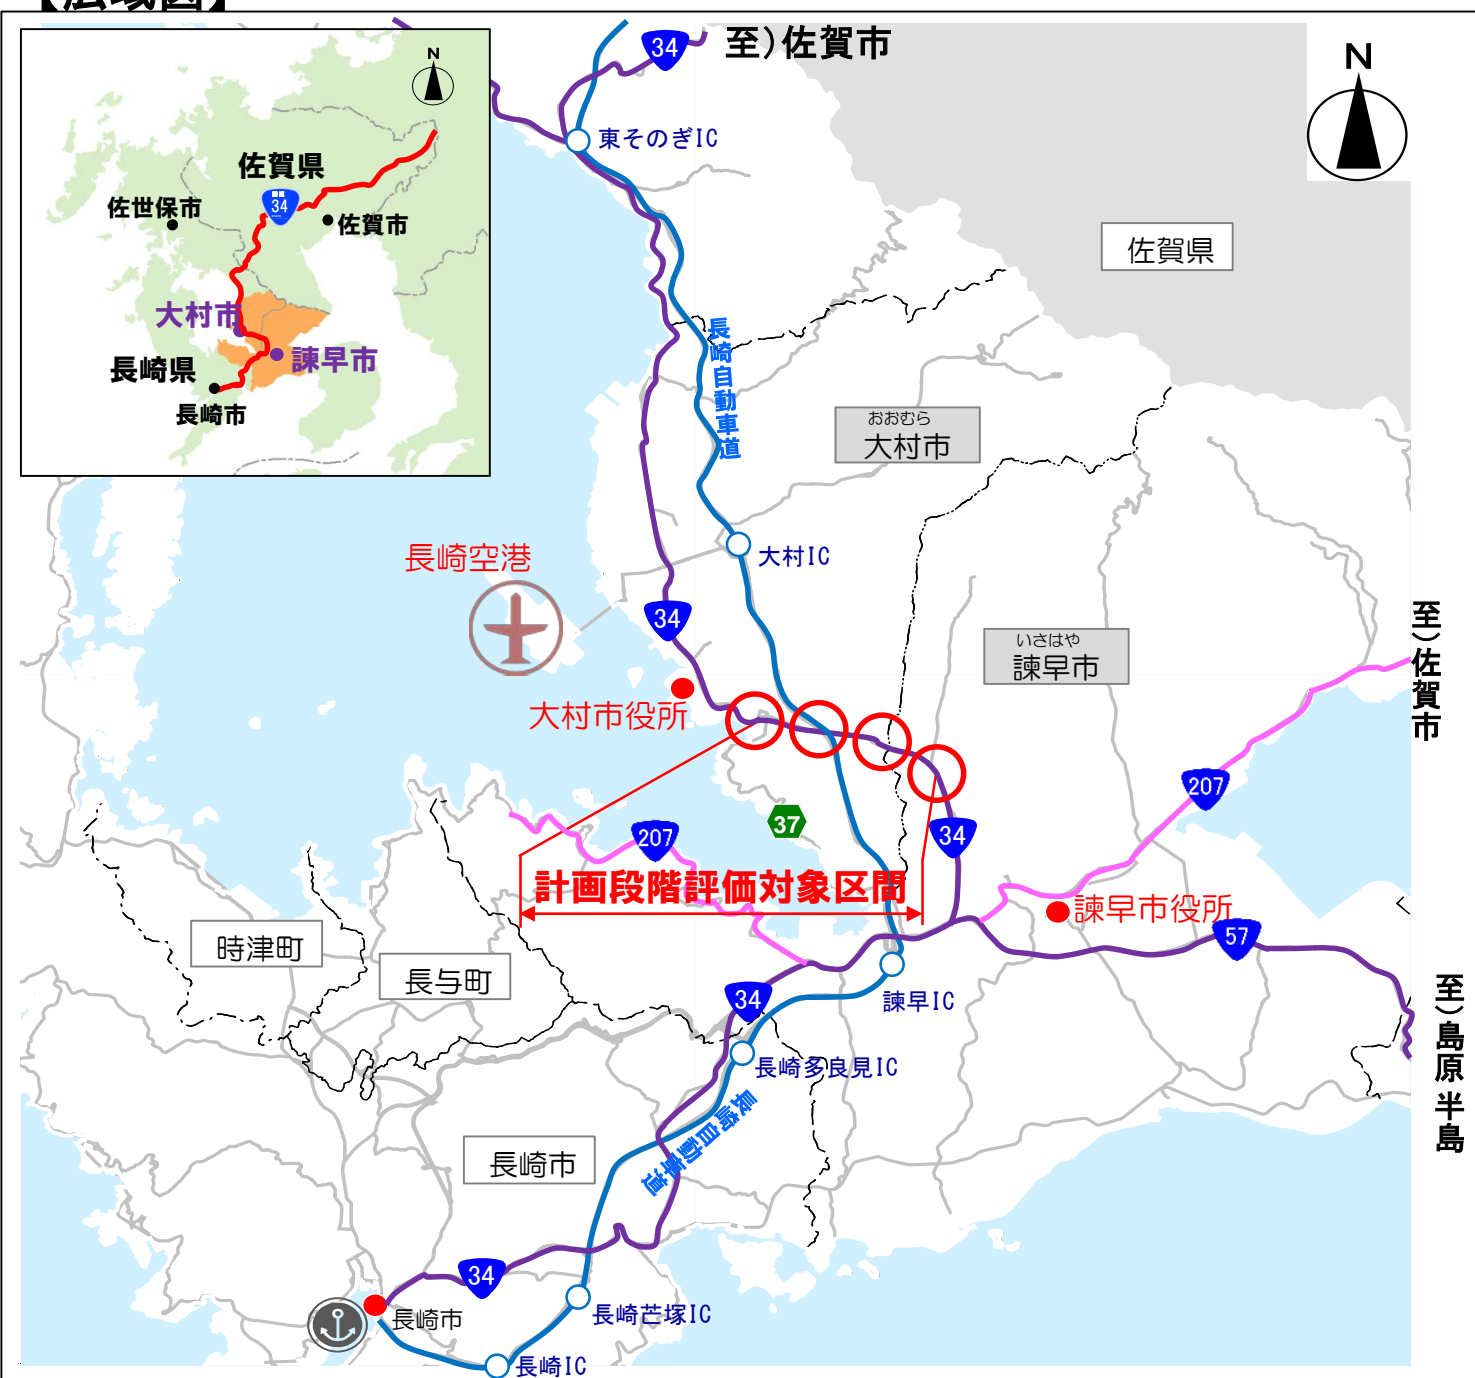 【広域図】
34
至)佐賀市
N
N
東そのぎIC
佐賀県
34
佐世保市
佐賀市
大村市
諫早市
長崎県
長崎市
佐賀県
長崎自動車道
おおむら
大村市
大村IC
長崎空港
34
いさはや
諫早市
至)佐賀市
大村市役所
207
37
207
34
計画段階評価対象区間
諫早市役所
時津町
57
長与町
34
諫早IC
至)島原半島
長崎多良見IC
長崎自動車道
長崎市
34
長崎市
長崎芒塚IC
長崎IC